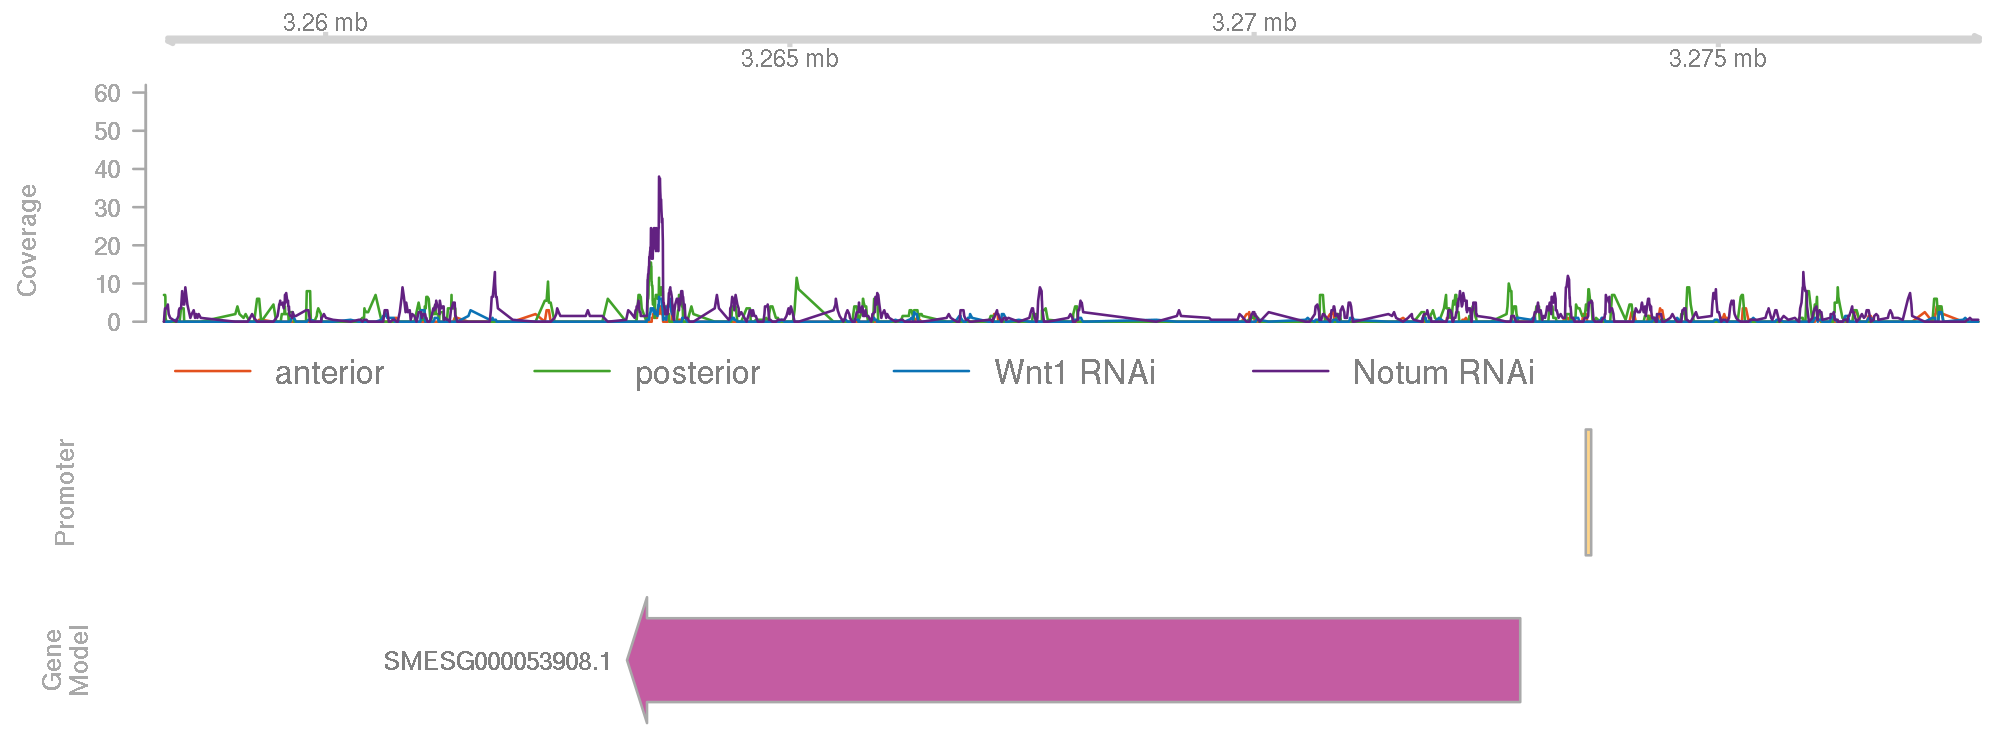 3.26 mb
3.27 mb
3.265 mb
3.275 mb
60
50
40
30
20
10
0
Coverage
anterior posterior Wnt1 RNAi Notum RNAi
Promoter
Gene
Model
SMESG000053908.1